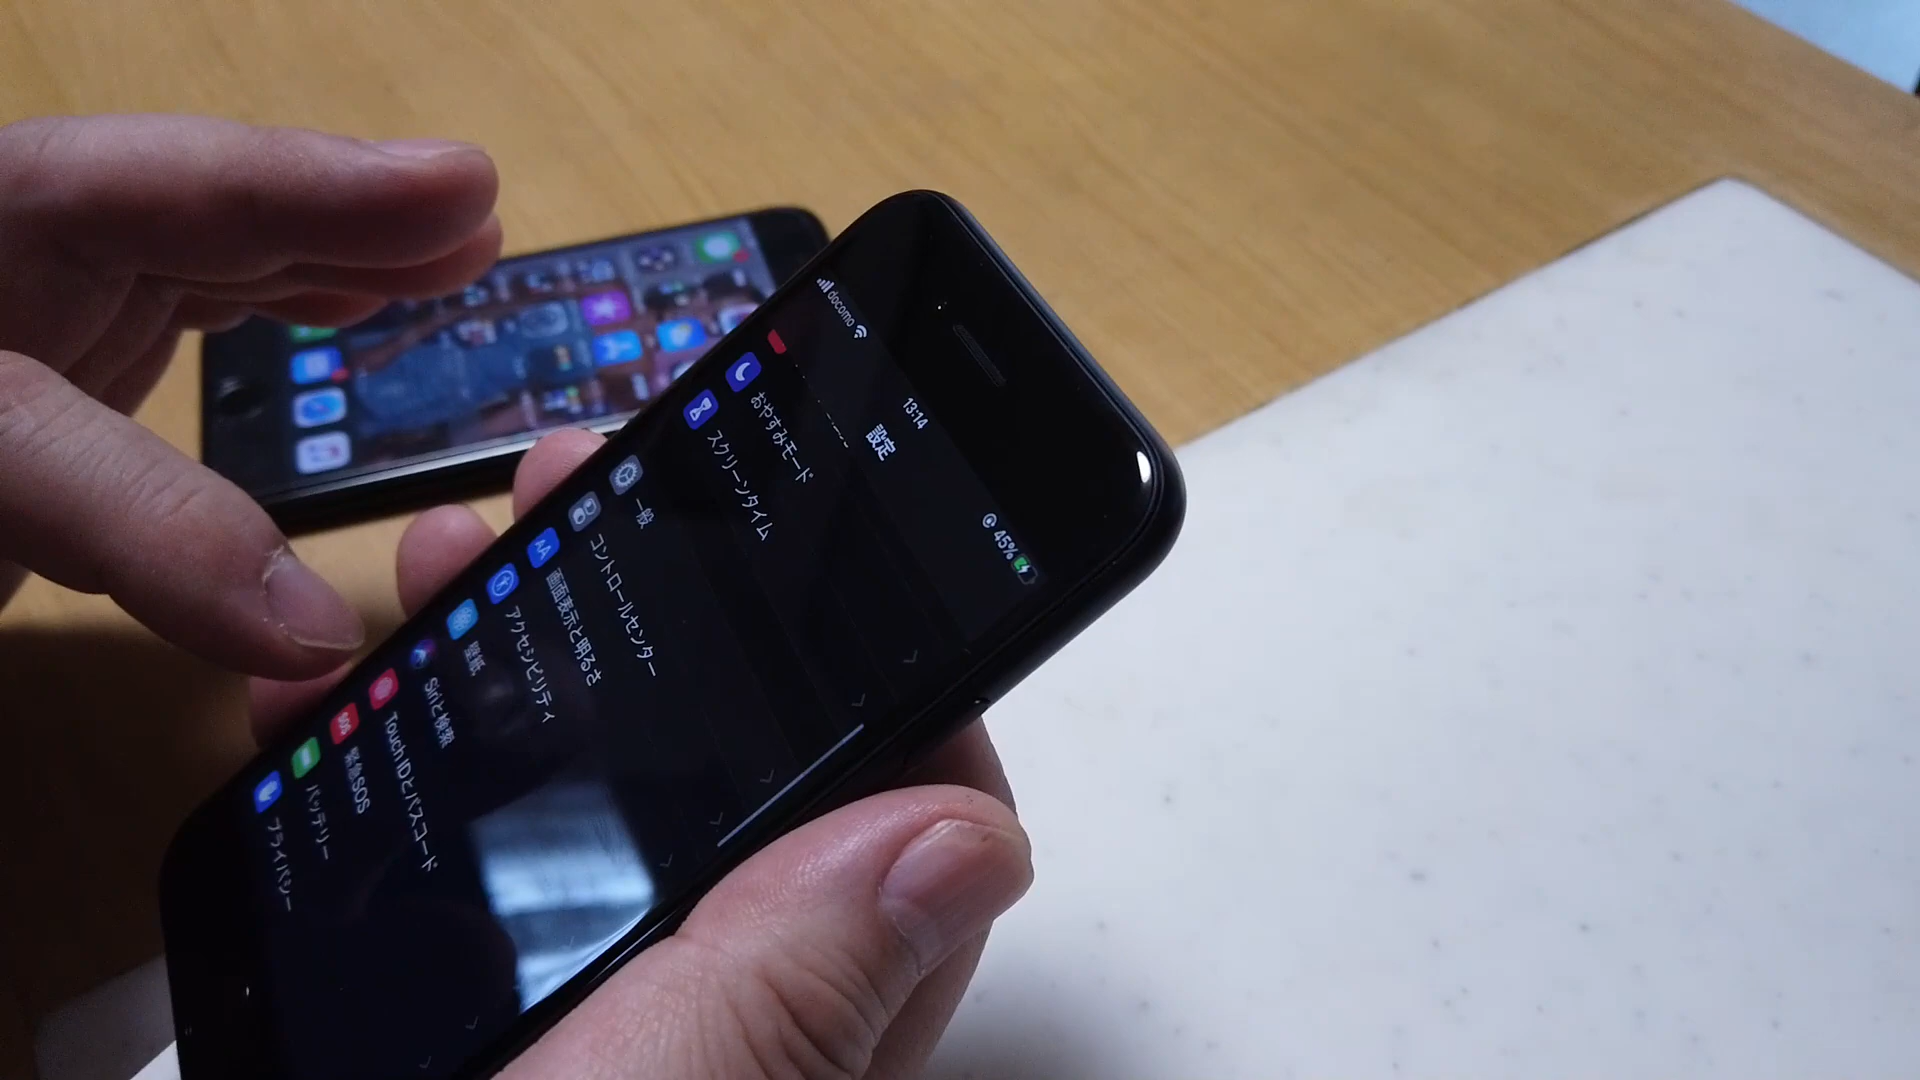 docomo
13:14
45%
設定
おやすみモード
スクリーンタイム
一般
コントロールセンター
AA
画面表示と明るさ
アクセシビリティ
壁紙
Siriと検索
Touch IDとパスコード
SOS
緊急SOS
バッテリー
プライバシー